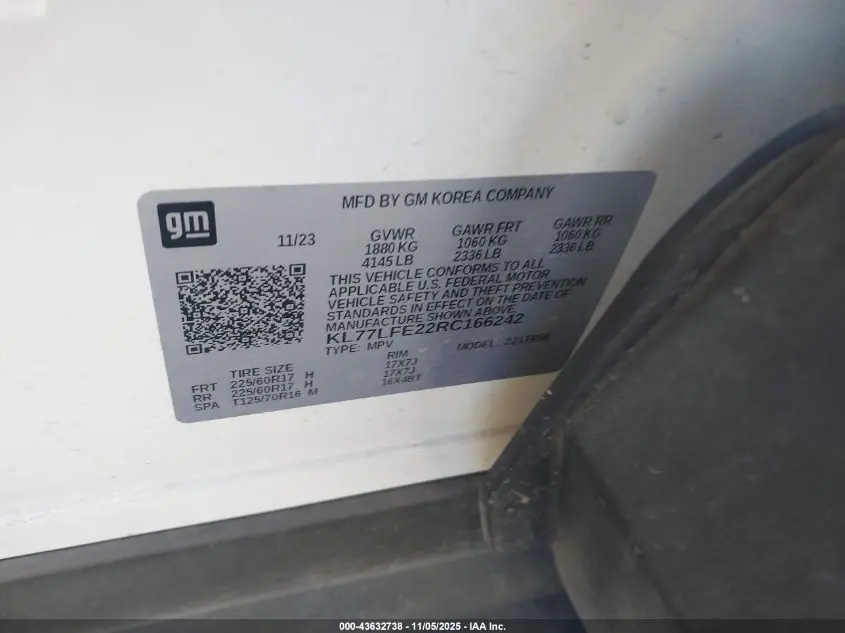 gm
MFD BY GM KOREA COMPANY
11/23
GVWR GAWR FRT GAWR RR
1880 KG 1060 KG 1060 KG
4145 LB 2336 LB 2336 LB
THIS VEHICLE CONFORMS TO ALL
APPLICABLE U.S. FEDERAL MOTOR
VEHICLE SAFETY AND THEFT PREVENTION
STANDARDS IN EFFECT ON THE DATE OF
MANUFACTURE SHOWN ABOVE
KL77LFE22RC166242
TYPE: MPV MODEL:
TIRE SIZE RIM
FRT 225/60R17 H 17X7J
RR 225/60R17 H 17X7J
SPA T125/70R16 M 16X4BT
000-43632738 - 11/05/2025 - IAA Inc.